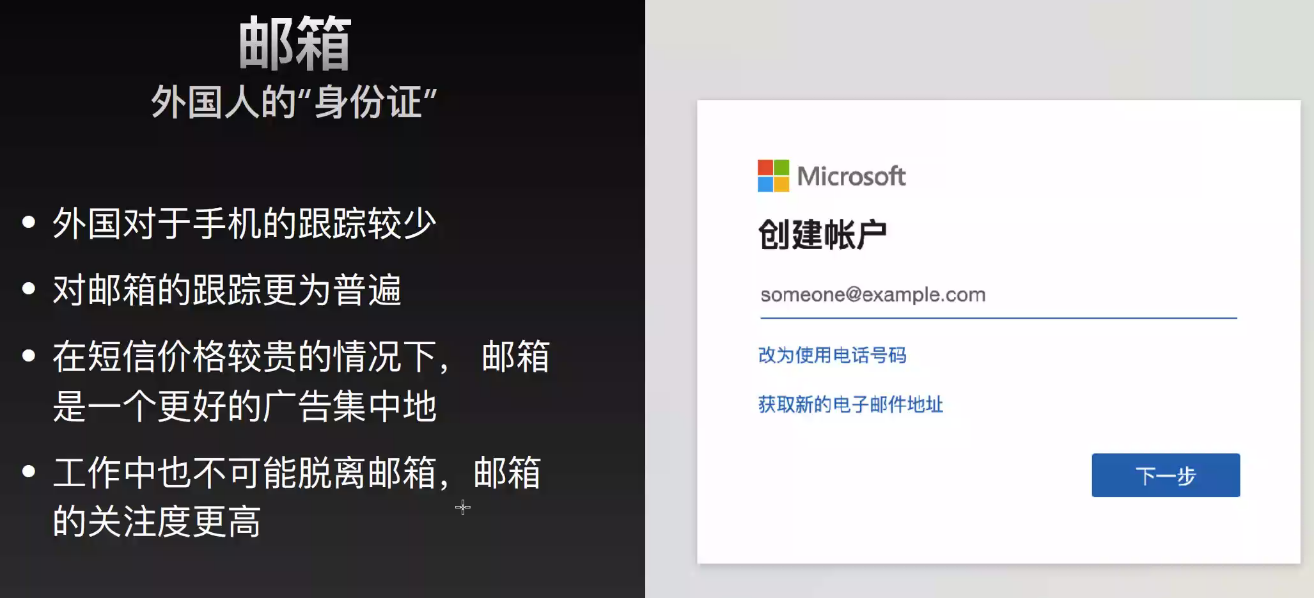 邮箱
外国人的“身份证”
• 外国对于手机的跟踪较少
• 对邮箱的跟踪更为普遍
• 在短信价格较贵的情况下， 邮箱
是一个更好的广告集中地
• 工作中也不可能脱离邮箱，邮箱
的关注度更高
Microsoft
创建帐户
someone@example.com
改为使用电话号码
获取新的电子邮件地址
下一步